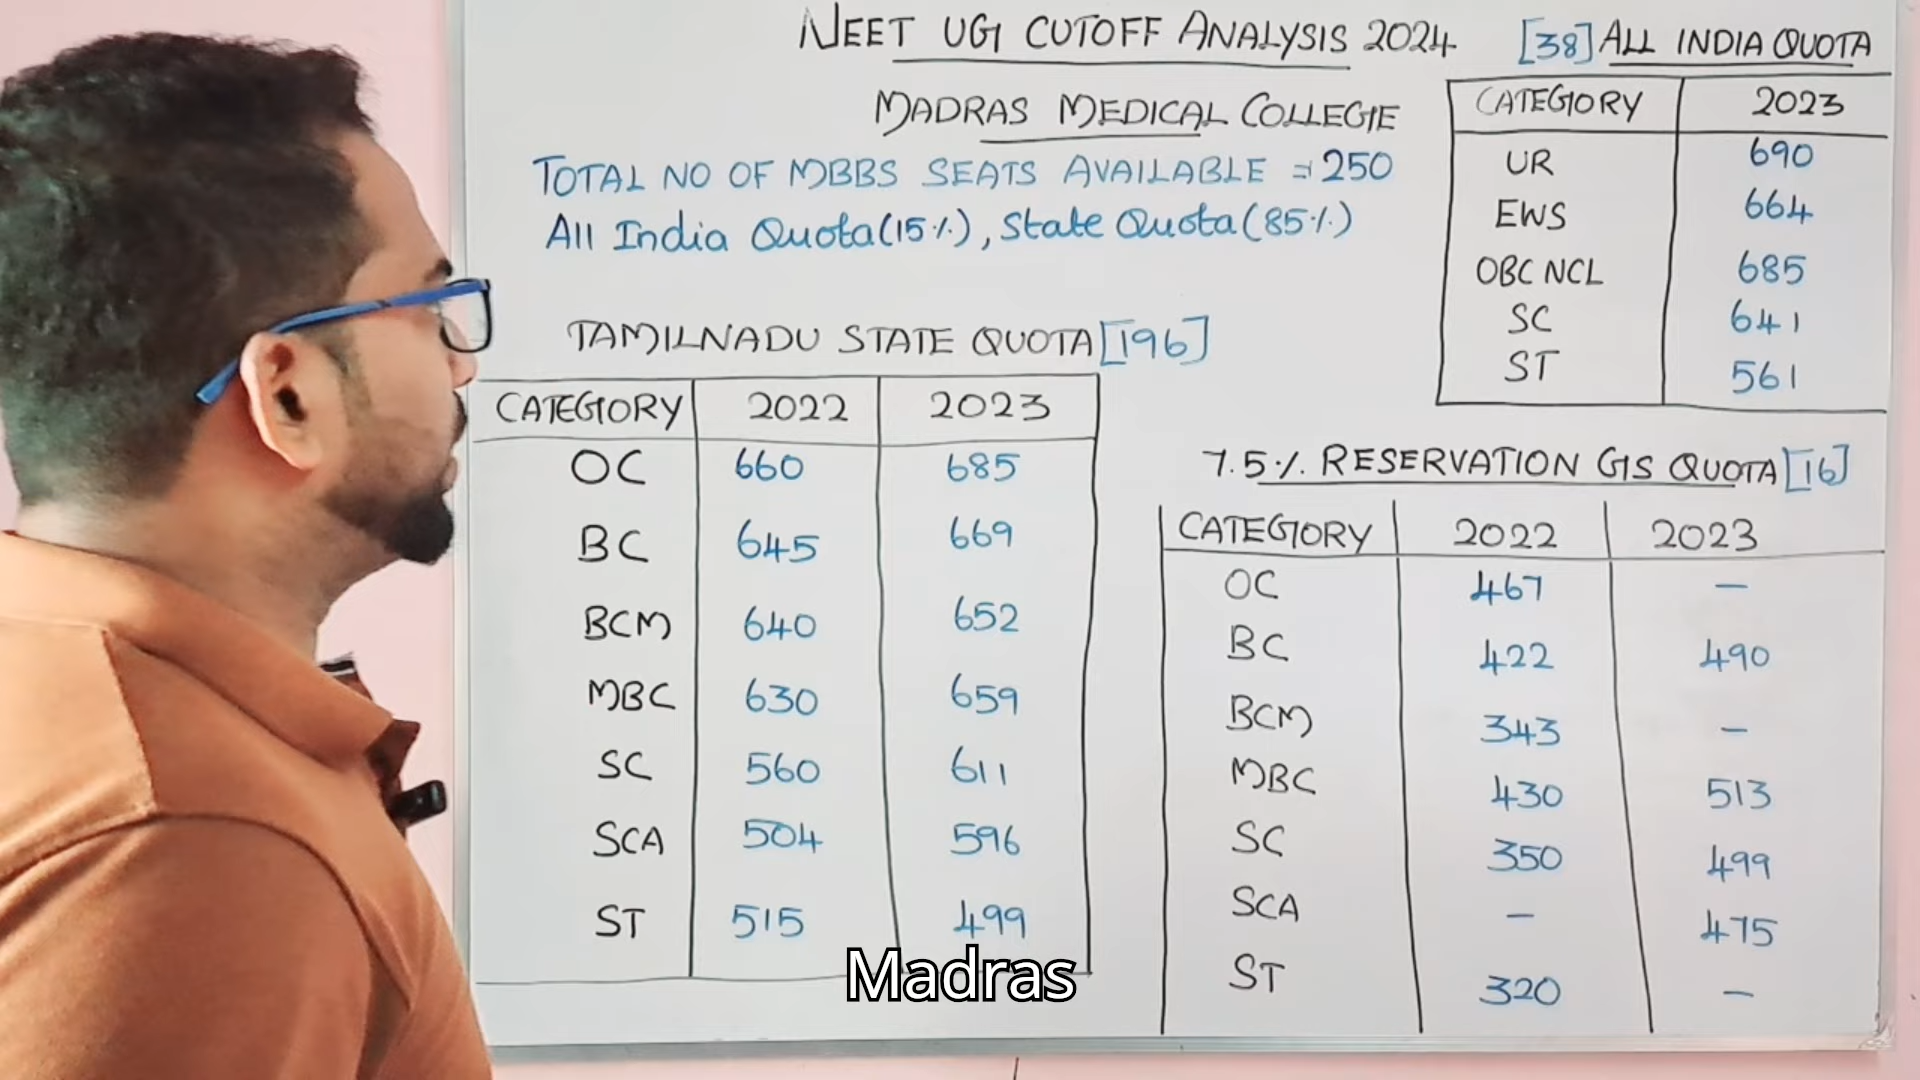 NEET UG CUTOFF ANALYSIS 2024
MADRAS MEDICAL COLLEGE
TOTAL NO OF MBBS SEATS AVAILABLE = 250
All India Quota(15%), State Quota(85%)
TAMILNADU STATE QUOTA[196]
CATEGORY 2022 2023
OC 660 685
BC 645 669
BCM 640 652
MBC 630 659
SC 560 611
SCA 504 596
ST 515 499
[38] ALL INDIA QUOTA
CATEGORY 2023
UR 690
EWS 664
OBC NCL 685
SC 641
ST 561
7.5% RESERVATION GS QUOTA[16]
CATEGORY 2022 2023
OC 467 -
BC 422 490
BCM 343 -
MBC 430 513
SC 350 499
SCA - 475
ST 320 -
Madras